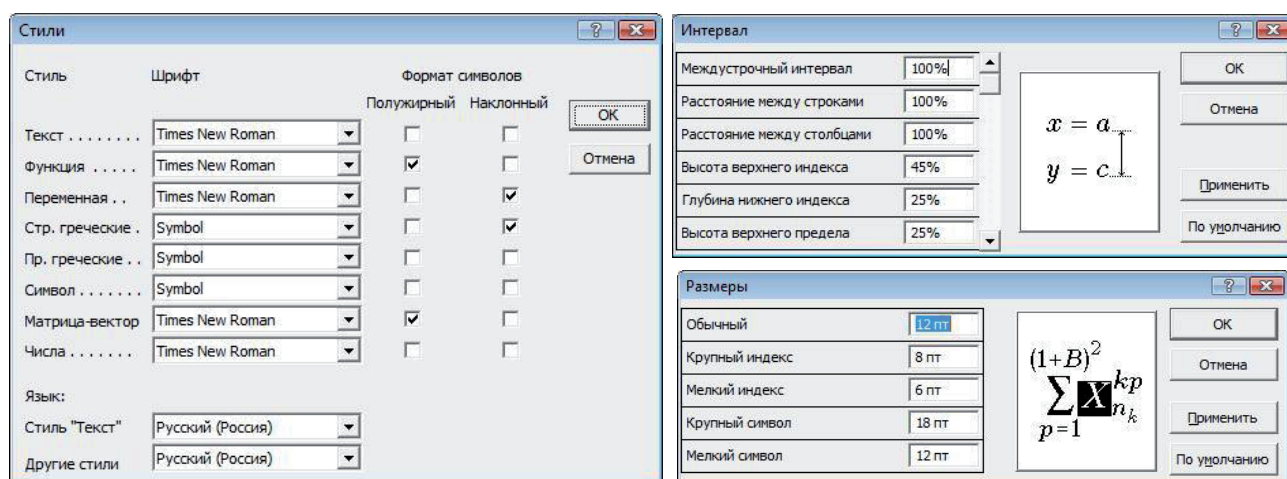 Стили
Стиль Шрифт Формат символов
Полужирный Наклонный
OK
Отмена
Текст . . . . . . . . Times New Roman
Функция . . . . . Times New Roman
Переменная . . Times New Roman
Стр. греческие . Symbol
Пр. греческие . . Symbol
Символ . . . . . . . Symbol
Матрица-вектор Times New Roman
Числа . . . . . . . Times New Roman
Язык:
Стиль "Текст" Русский (Россия)
Другие стили Русский (Россия)
Интервал
Междустрочный интервал 100%
Расстояние между строками 100%
Расстояние между столбцами 100%
Высота верхнего индекса 45%
Глубина нижнего индекса 25%
Высота верхнего предела 25%
x = a
y = c
OK
Отмена
Применить
По умолчанию
Размеры
Обычный 12 пт
Крупный индекс 8 пт
Мелкий индекс 6 пт
Крупный символ 18 пт
Мелкий символ 12 пт
(1+B)²
∑ X kp
n k
p=1
OK
Отмена
Применить
По умолчанию